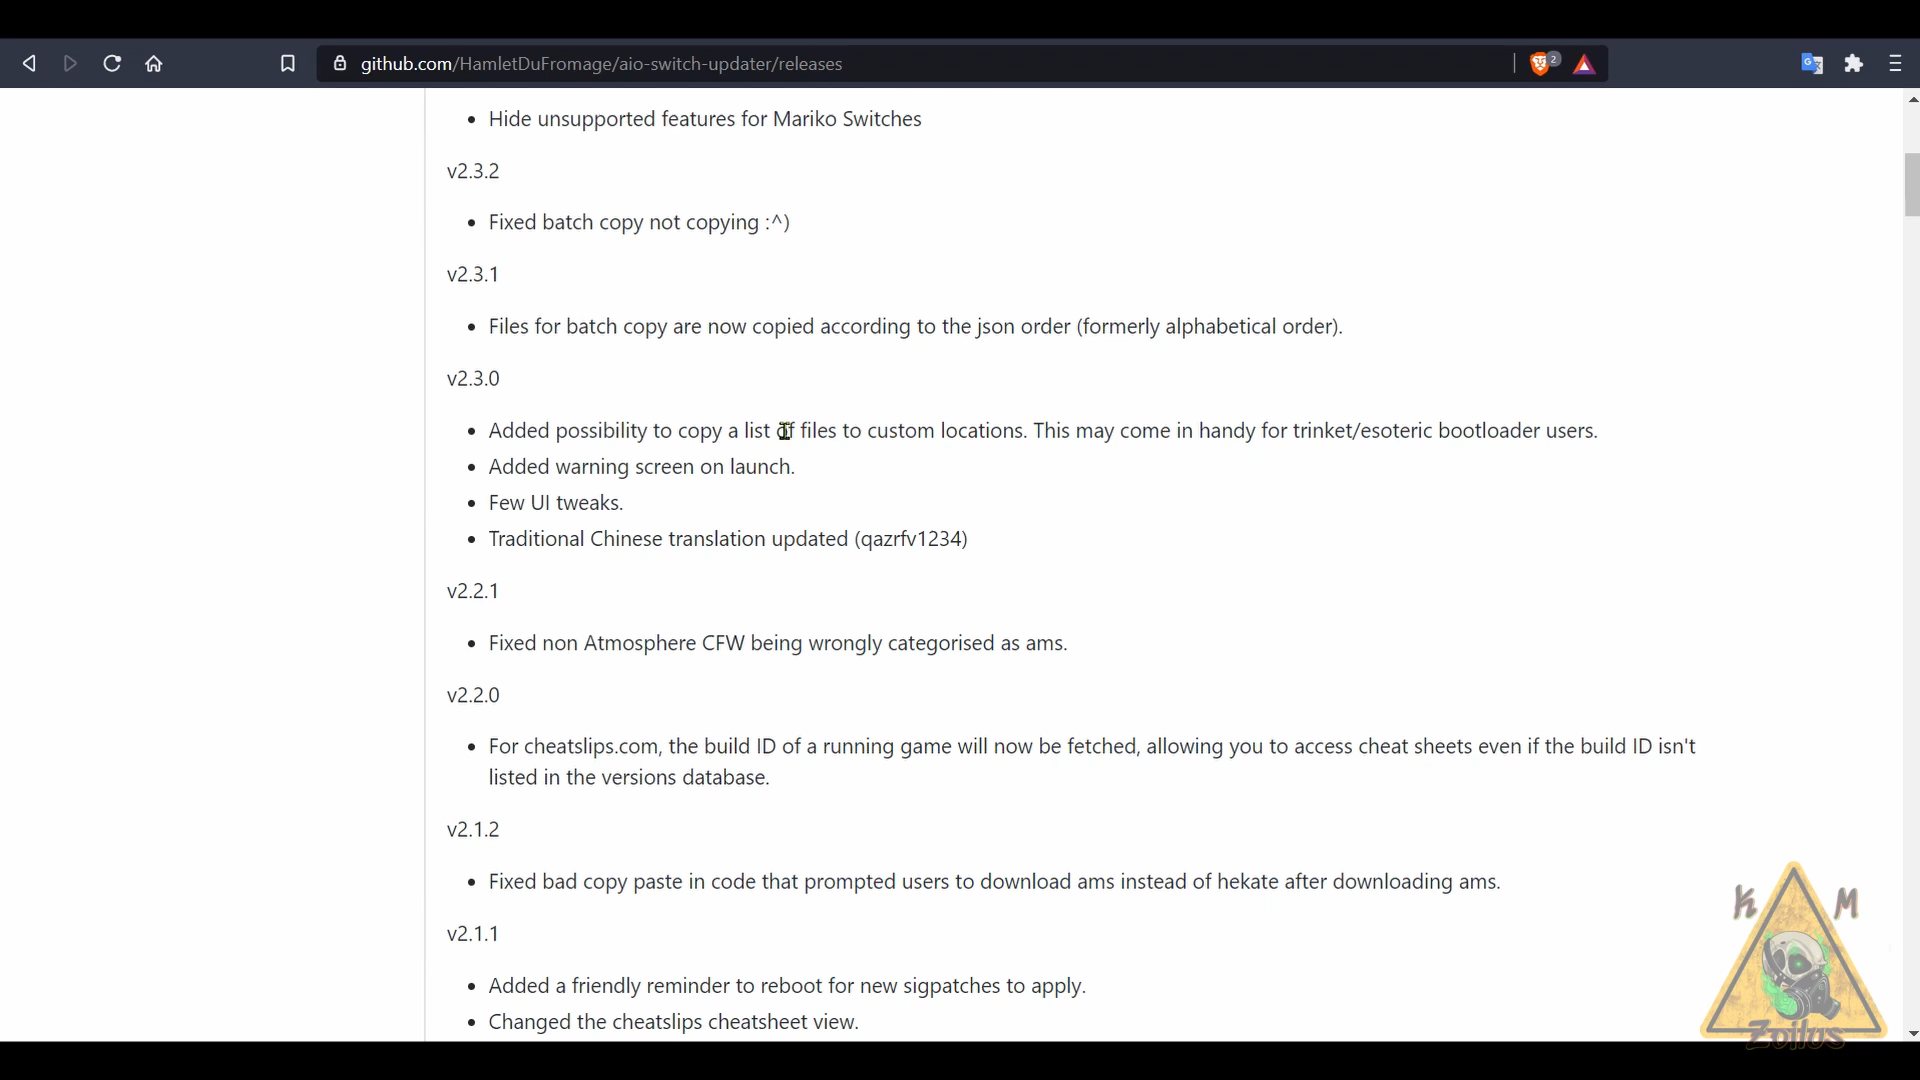 github.com/HamletDuFromage/aio-switch-updater/releases
2
Hide unsupported features for Mariko Switches
v2.3.2
Fixed batch copy not copying :^)
v2.3.1
Files for batch copy are now copied according to the json order (formerly alphabetical order).
v2.3.0
Added possibility to copy a list of files to custom locations. This may come in handy for trinket/esoteric bootloader users.
Added warning screen on launch.
Few UI tweaks.
Traditional Chinese translation updated (qazrfv1234)
v2.2.1
Fixed non Atmosphere CFW being wrongly categorised as ams.
v2.2.0
For cheatslips.com, the build ID of a running game will now be fetched, allowing you to access cheat sheets even if the build ID isn't
listed in the versions database.
v2.1.2
Fixed bad copy paste in code that prompted users to download ams instead of hekate after downloading ams.
v2.1.1
Added a friendly reminder to reboot for new sigpatches to apply.
Changed the cheatslips cheatsheet view.
K M
Zoilus